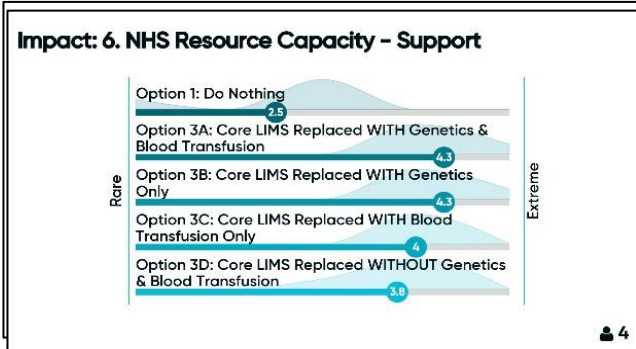 Impact: 6. NHS Resource Capacity - Support
Option 1: Do Nothing
2.5
Option 3A: Core LIMS Replaced WITH Genetics &
Blood Transfusion
4.3
Option 3B: Core LIMS Replaced WITH Genetics
Only
4.3
Option 3C: Core LIMS Replaced WITH Blood
Transfusion Only
4
Option 3D: Core LIMS Replaced WITHOUT Genetics
& Blood Transfusion
3.8
Rare
Extreme
4